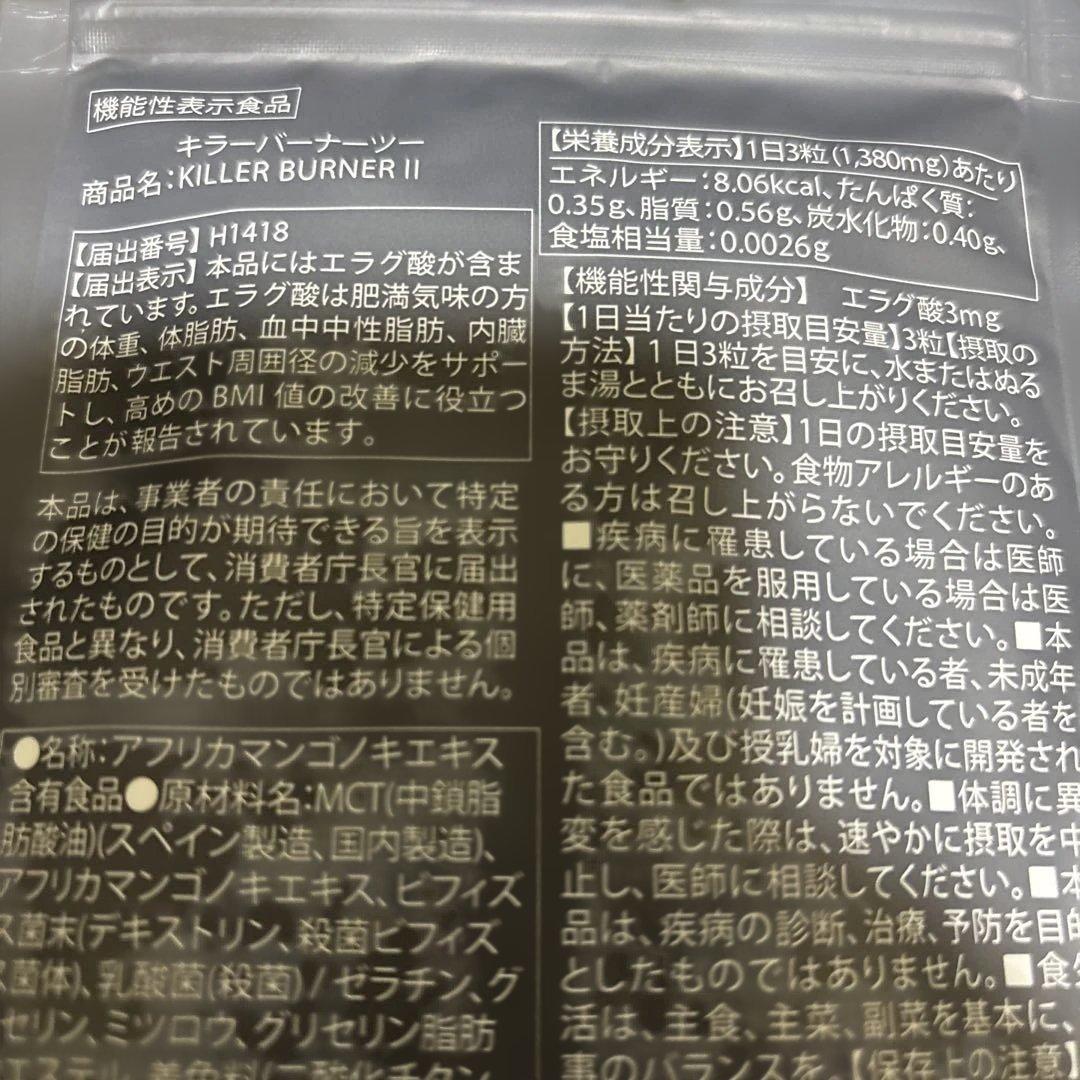 機能性表示食品
キラーバーナーツー
商品名:KILLER BURNER II
【届出番号】H1418
【届出表示】本品にはエラグ酸が含ま
れています。エラグ酸は肥満気味の方
の体重、体脂肪、血中中性脂肪、内臓
脂肪、ウエスト周囲径の減少をサポー
トし、高めのBMI値の改善に役立つ
ことが報告されています。
本品は、事業者の責任において特定
の保健の目的が期待できる旨を表示
するものとして、消費者庁長官に届出
されたものです。ただし、特定保健用
食品と異なり、消費者庁長官による個
別審査を受けたものではありません。
●名称:アフリカマンゴノキエキス
含有食品●原材料名:MCT(中鎖脂
肪酸油)(スペイン製造、国内製造)、
アフリカマンゴノキエキス、ビフィズ
ス菌末(デキストリン、殺菌ビフィズ
ス菌体)、乳酸菌(殺菌)/ゼラチン、グ
セリン、ミツロウ、グリセリン脂肪
エステル、着色料(二酸化チタン
【栄養成分表示】1日3粒(1,380mg)あたり
エネルギー:8.06kcal、たんぱく質:
0.35g、脂質:0.56g、炭水化物:0.40g、
食塩相当量:0.0026g
【機能性関与成分】 エラグ酸3mg
【1日当たりの摂取目安量】3粒【摂取の
方法】1日3粒を目安に、水またはぬる
ま湯とともにお召し上がりください。
【摂取上の注意】1日の摂取目安量を
お守りください。食物アレルギーのあ
る方は召し上がらないでください。
■疾病に罹患している場合は医師
に、医薬品を服用している場合は医
師、薬剤師に相談してください。■本
品は、疾病に罹患している者、未成年
者、妊産婦(妊娠を計画している者を
含む。)及び授乳婦を対象に開発され
た食品ではありません。■体調に異
変を感じた際は、速やかに摂取を中
止し、医師に相談してください。■本
品は、疾病の診断、治療、予防を目的
としたものではありません。■食生
活は、主食、主菜、副菜を基本に、
事のバランスを。【保存上の注意】